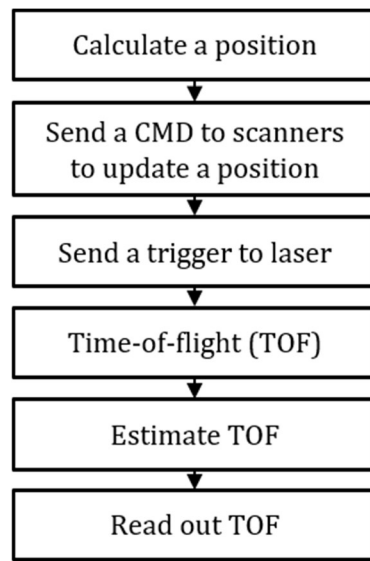 Calculate a position
Send a CMD to scanners
to update a position
Send a trigger to laser
Time-of-flight (TOF)
Estimate TOF
Read out TOF